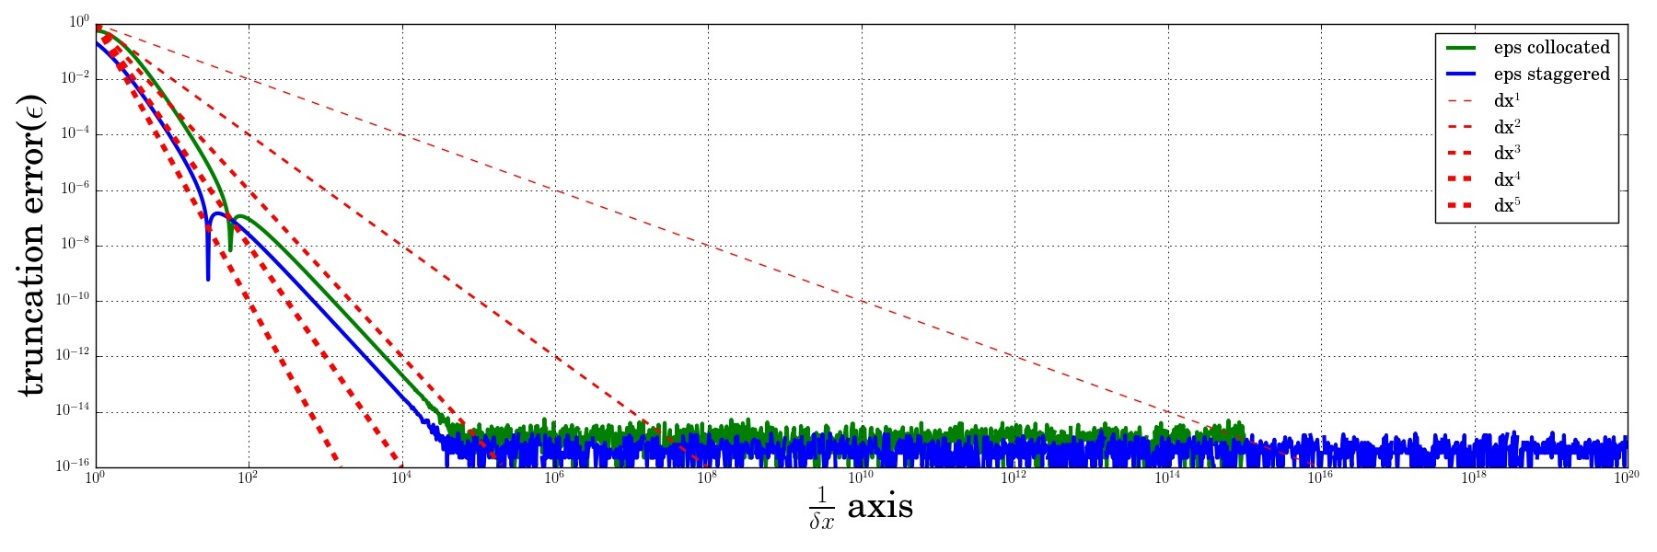 truncation error(ϵ)
10⁰
10⁻²
10⁻⁴
10⁻⁶
10⁻⁸
10⁻¹⁰
10⁻¹²
10⁻¹⁴
10⁻¹⁶
eps collocated
eps staggered
dx¹
dx²
dx³
dx⁴
dx⁵
10⁰ 10² 10⁴ 10⁶ 10⁸ 10¹⁰ 10¹² 10¹⁴ 10¹⁶ 10¹⁸ 10²⁰
1/δx axis